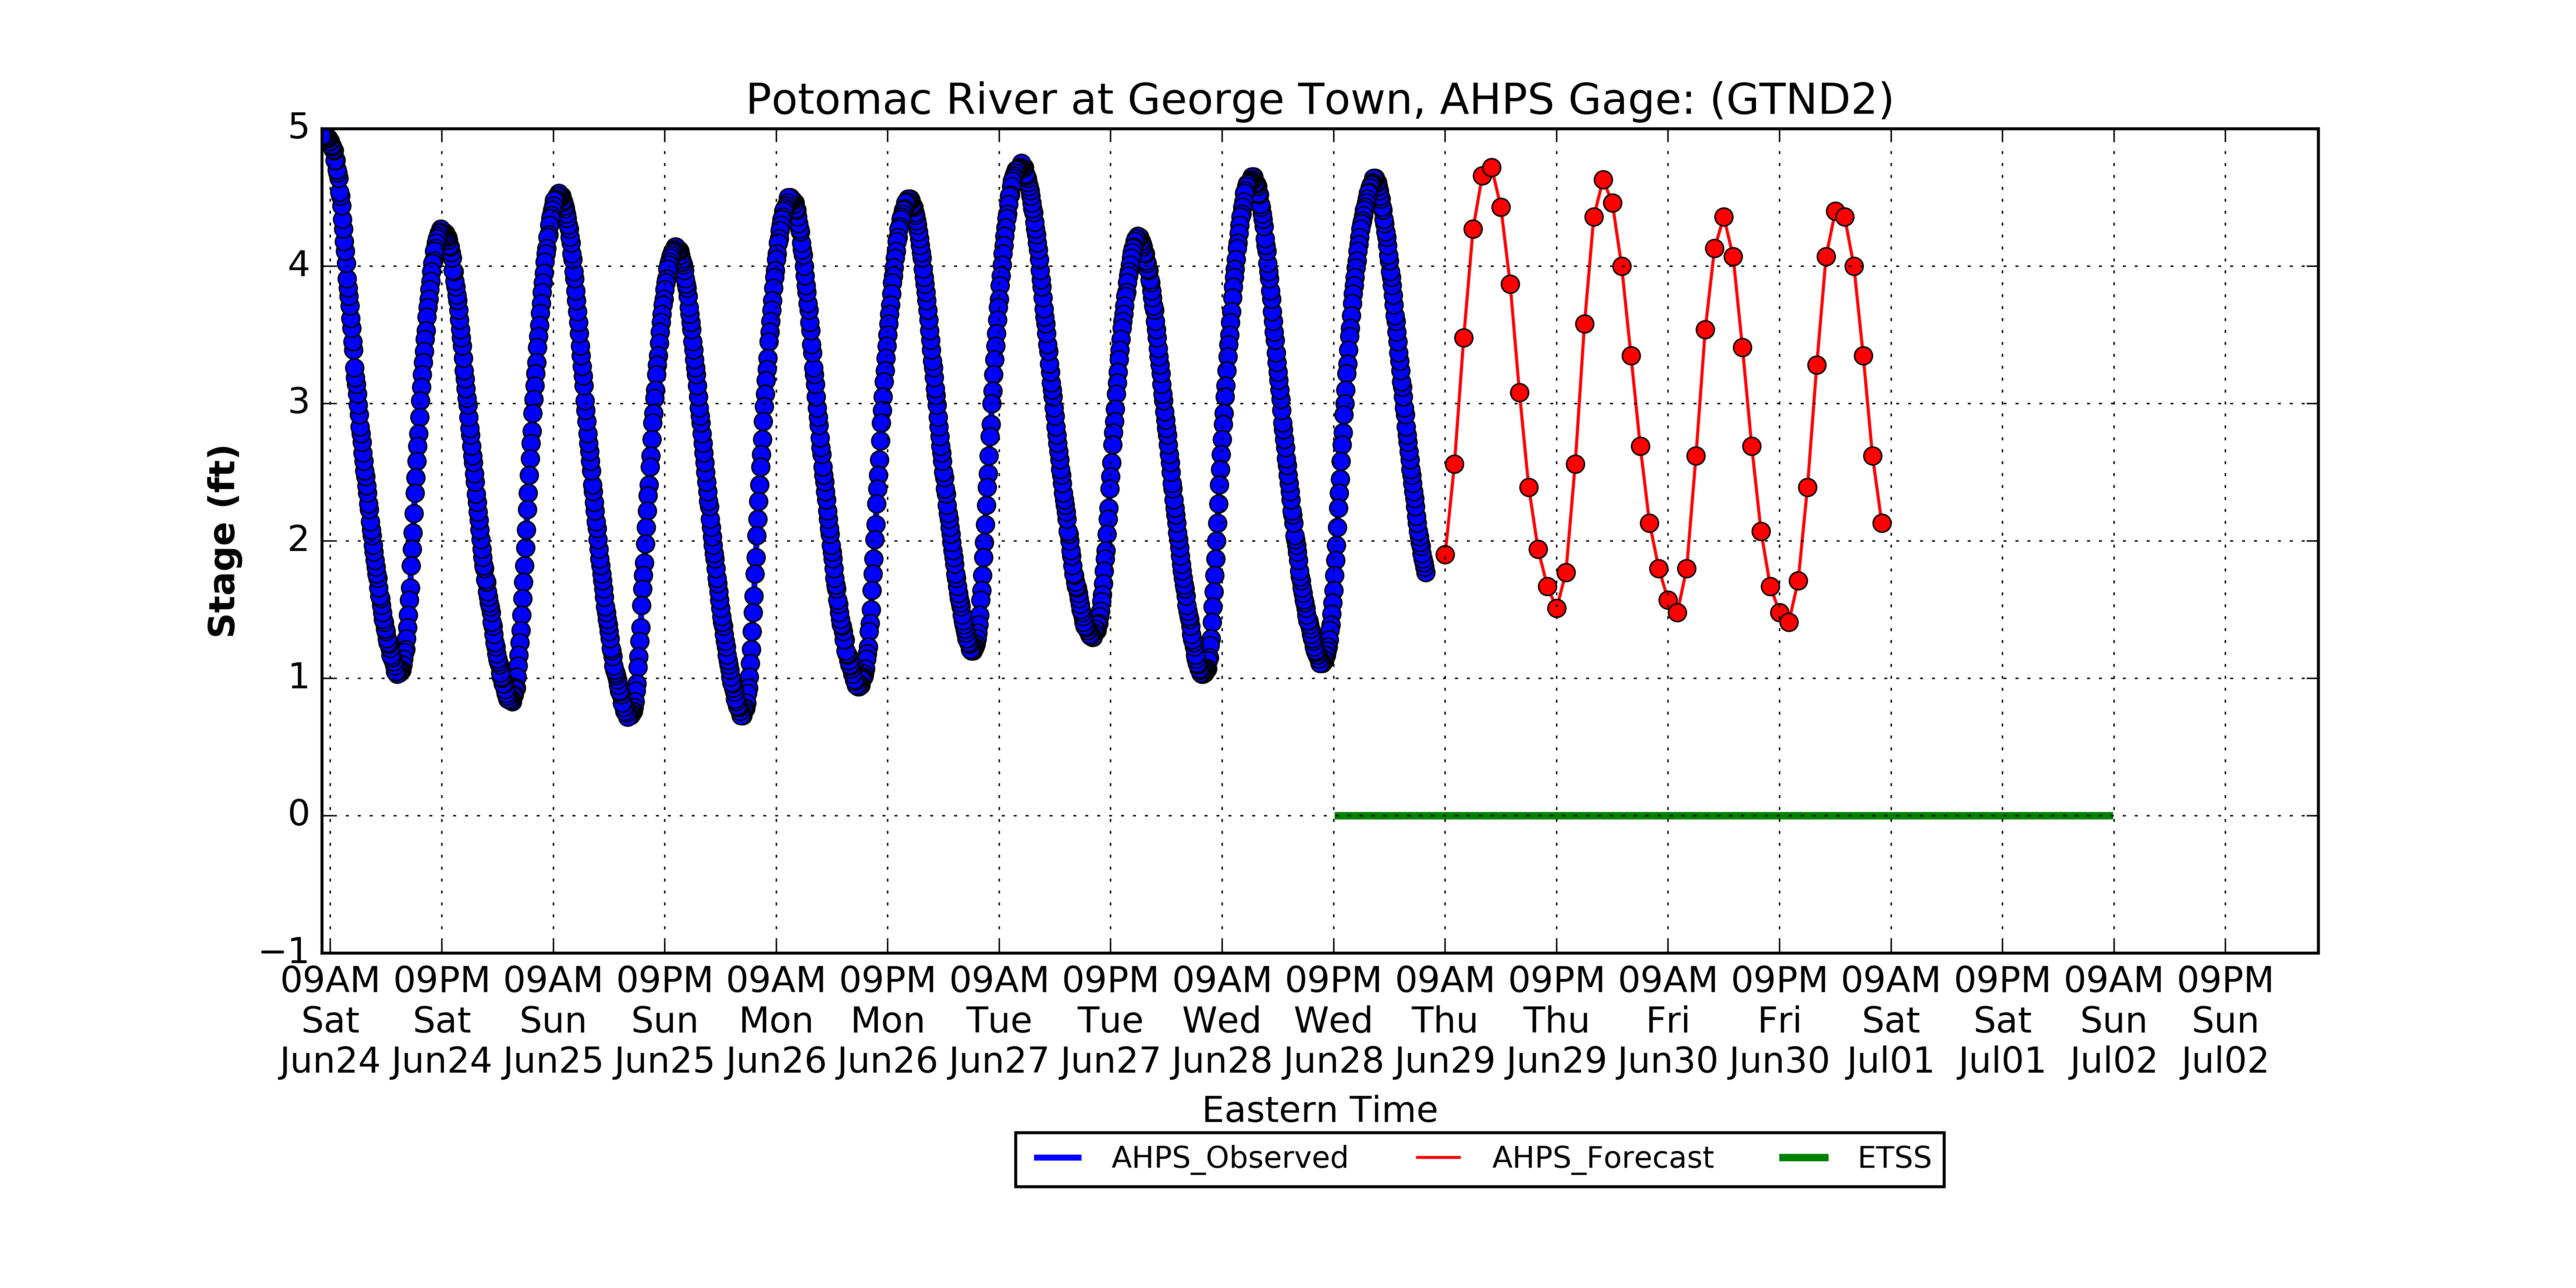 Potomac River at George Town, AHPS Gage: (GTND2)
Stage (ft)
5
4
3
2
1
0
−1
09AM 09PM 09AM 09PM 09AM 09PM 09AM 09PM 09AM 09PM 09AM 09PM 09AM 09PM 09AM 09PM 09AM 09PM
Sat Sat Sun Sun Mon Mon Tue Tue Wed Wed Thu Thu Fri Fri Sat Sat Sun Sun
Jun24 Jun24 Jun25 Jun25 Jun26 Jun26 Jun27 Jun27 Jun28 Jun28 Jun29 Jun29 Jun30 Jun30 Jul01 Jul01 Jul02 Jul02
Eastern Time
AHPS_Observed AHPS_Forecast ETSS